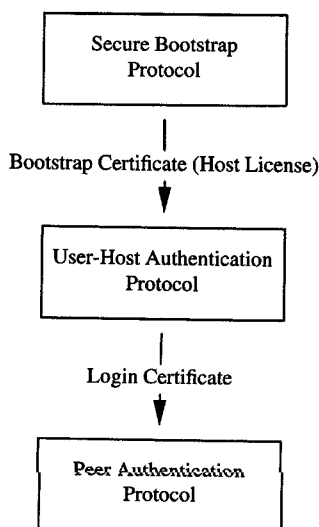 Secure Bootstrap
Protocol
Bootstrap Certificate (Host License)
User-Host Authentication
Protocol
Login Certificate
Peer Authentication
Protocol